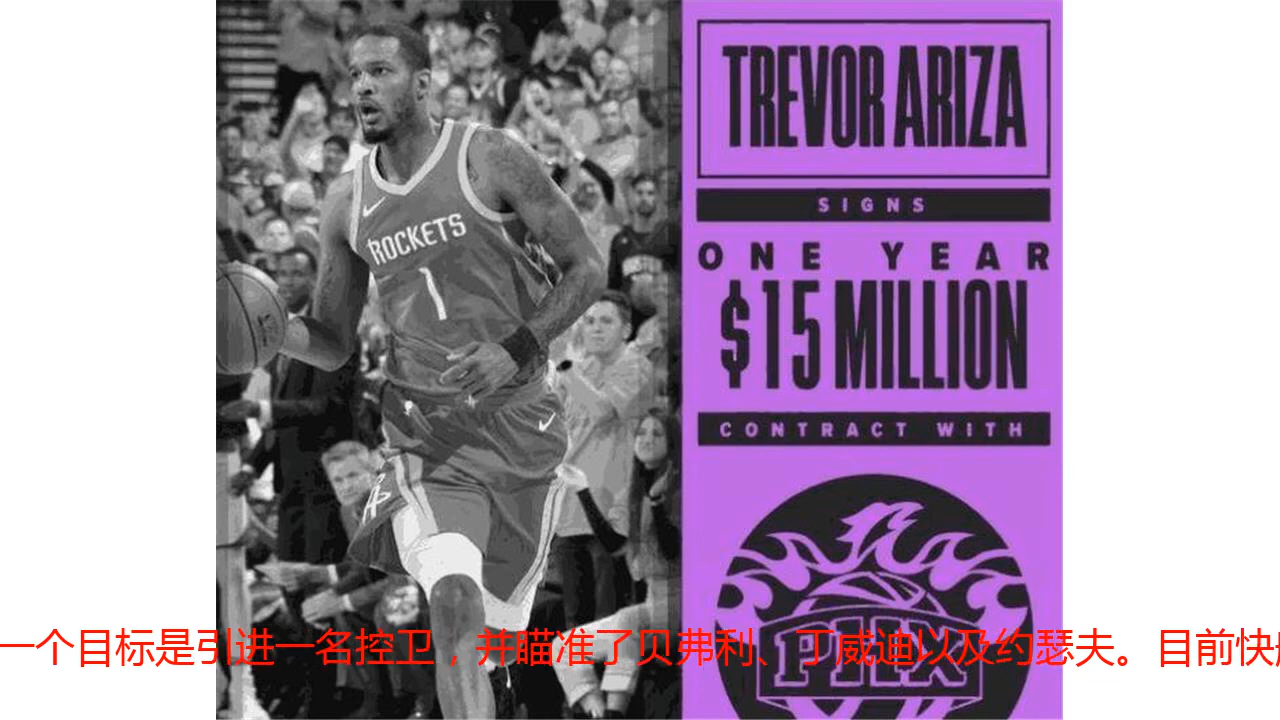 TREVOR ARIZA
SIGNS
ONE YEAR
$15 MILLION
CONTRACT WITH
ROCKETS
1
PHX
一个目标是引进一名控卫，并瞄准了贝弗利、丁威迪以及约瑟夫。目前快